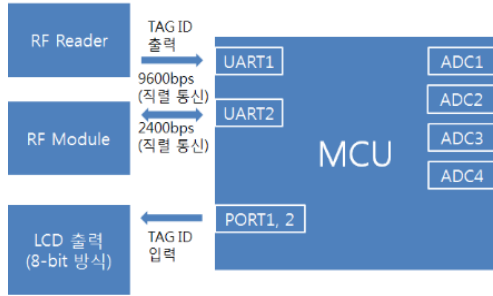 RF Reader
TAG ID
출력
9600bps
(직렬 통신)
UART1
ADC1
ADC2
RF Module
2400bps
(직렬 통신)
UART2
MCU
ADC3
ADC4
LCD 출력
(8-bit 방식)
TAG ID
입력
PORT1, 2